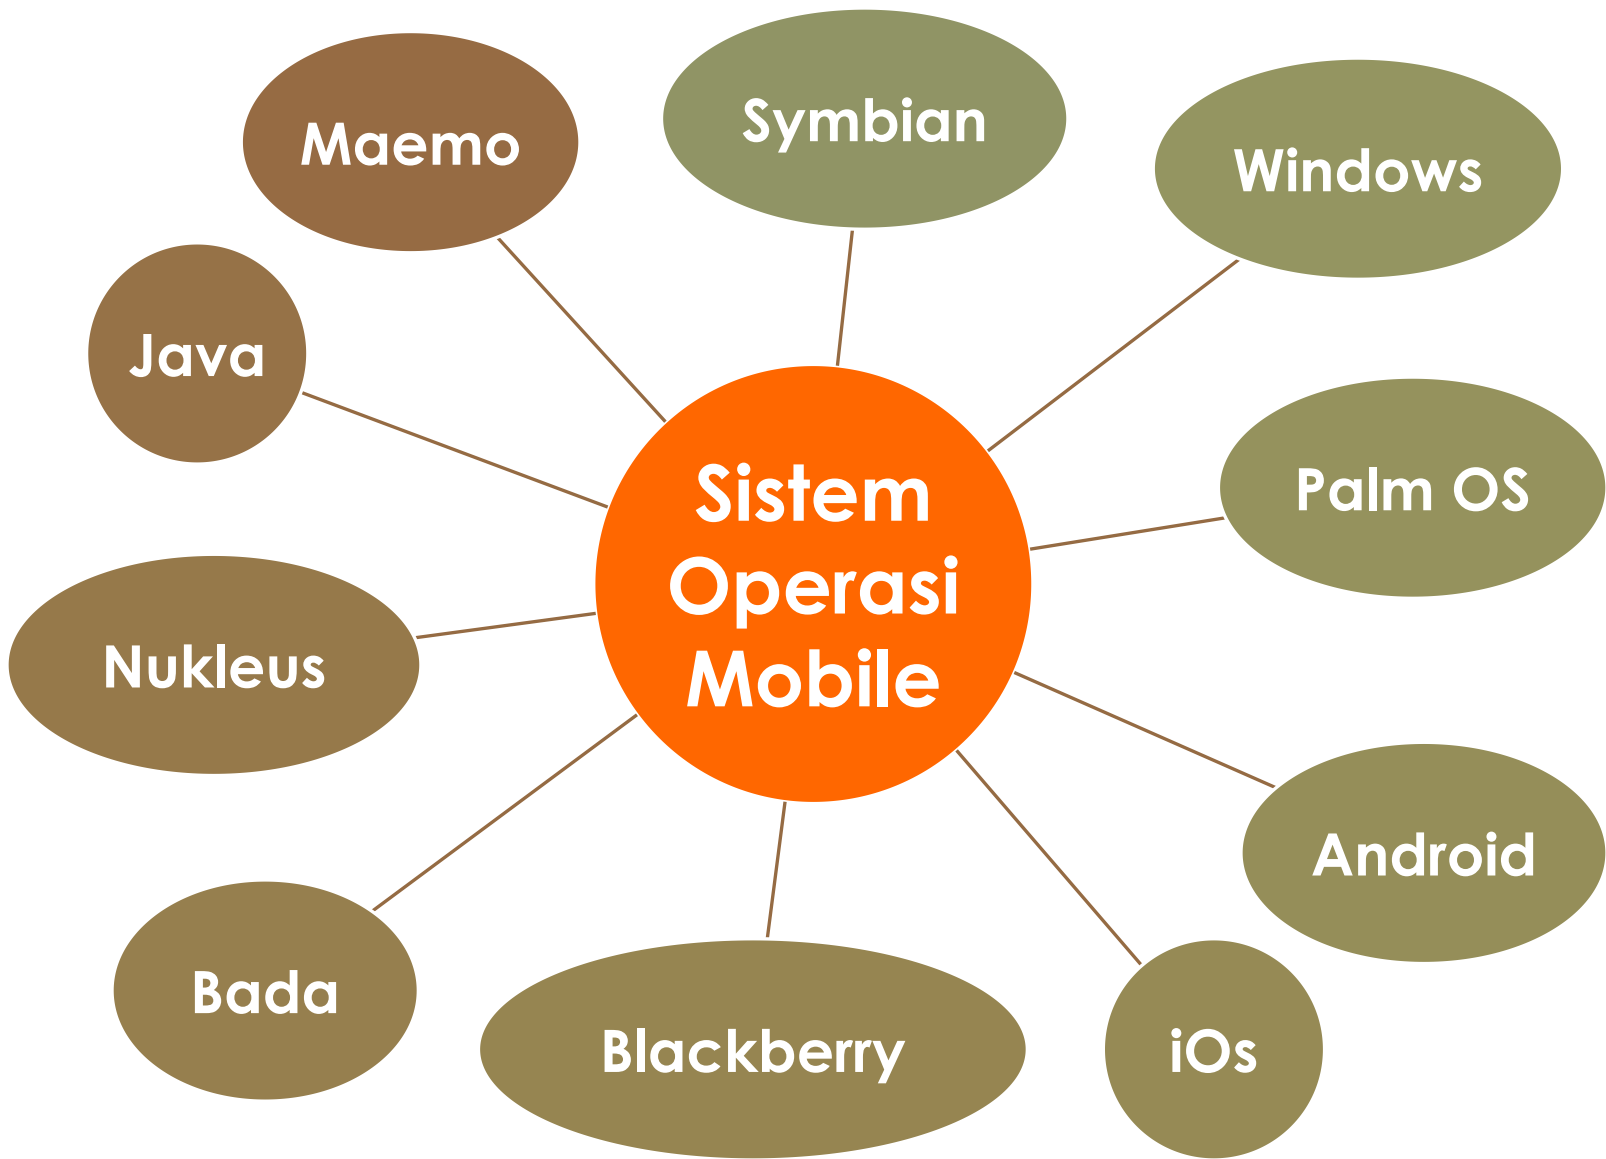 Maemo
Symbian
Windows
Java
Palm OS
Sistem
Operasi
Mobile
Nukleus
Android
Bada
Blackberry
iOs